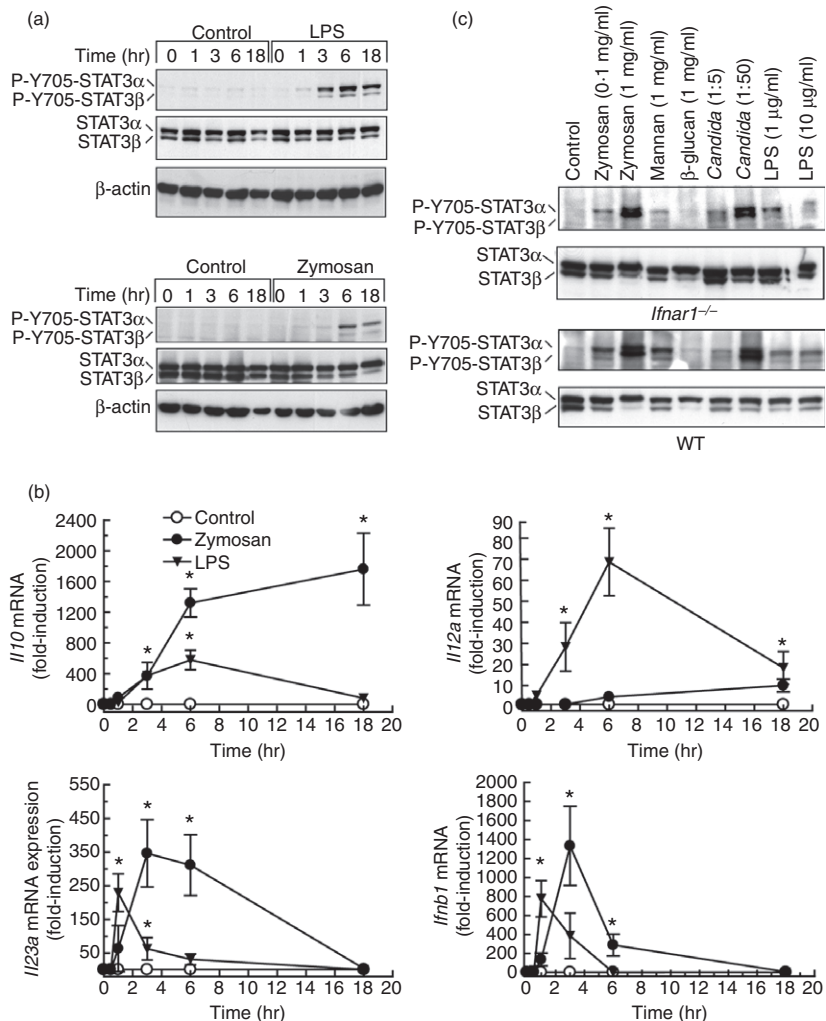 (a)
Control LPS
Time (hr) 0 1 3 6 18 0 1 3 6 18
P-Y705-STAT3α
P-Y705-STAT3β
STAT3α
STAT3β
β-actin
Control Zymosan
Time (hr) 0 1 3 6 18 0 1 3 6 18
P-Y705-STAT3α
P-Y705-STAT3β
STAT3α
STAT3β
β-actin
(c)
Control
Zymosan (0·1 mg/ml)
Zymosan (1 mg/ml)
Mannan (1 mg/ml)
β-glucan (1 mg/ml)
Candida (1:5)
Candida (1:50)
LPS (1 μg/ml)
LPS (10 μg/ml)
P-Y705-STAT3α
P-Y705-STAT3β
STAT3α
STAT3β
Ifnar1–/–
P-Y705-STAT3α
P-Y705-STAT3β
STAT3α
STAT3β
WT
(b)
Il10 mRNA
(fold-induction)
2400
2000
1600
1200
800
400
0
Control
Zymosan
LPS
* * * *
0 2 4 6 8 10 12 14 16 18 20
Time (hr)
Il12a mRNA
(fold-induction)
90
80
70
60
50
40
30
20
10
0
* * *
0 2 4 6 8 10 12 14 16 18 20
Time (hr)
Il23a mRNA expression
(fold-induction)
350
250
150
50
* * * *
0 2 4 6 8 10 12 14 16 18 20
Time (hr)
Ifnb1 mRNA
(fold-induction)
2000
1800
1600
1400
1200
1000
800
600
400
200
0
* * *
0 2 4 6 8 10 12 14 16 18 20
Time (hr)